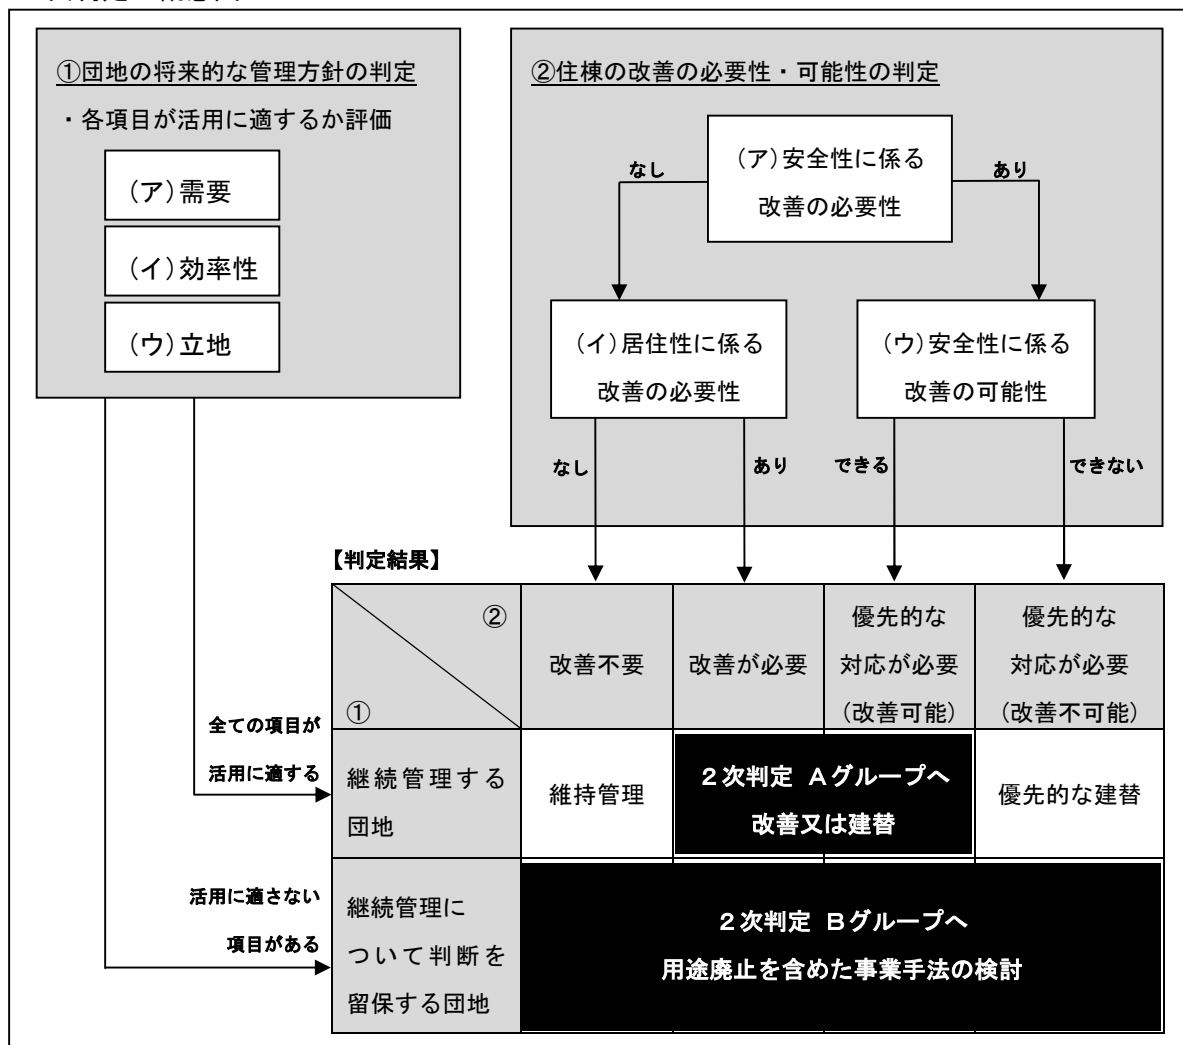 ①団地の将来的な管理方針の判定
・各項目が活用に適するか評価
(ア)需要
(イ)効率性
(ウ)立地
②住棟の改善の必要性・可能性の判定
(ア)安全性に係る
改善の必要性
なし
あり
(イ)居住性に係る
改善の必要性
(ウ)安全性に係る
改善の可能性
なし
あり
できる
できない
【判定結果】
②
①
改善不要
改善が必要
優先的な
対応が必要
(改善可能)
優先的な
対応が必要
(改善不可能)
全ての項目が
活用に適する
継続管理する
団地
維持管理
2次判定 Aグループへ
改善又は建替
優先的な建替
活用に適さない
項目がある
継続管理に
ついて判断を
留保する団地
2次判定 Bグループへ
用途廃止を含めた事業手法の検討